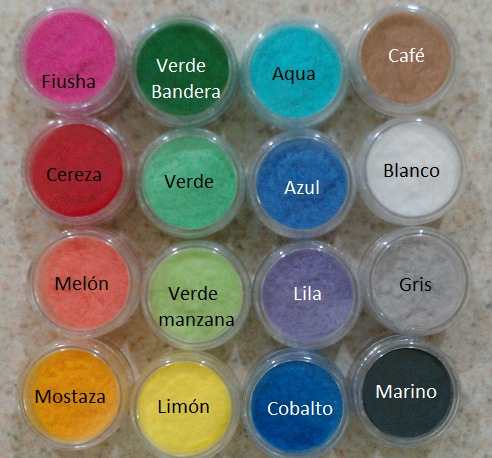 Fiusha
Verde
Bandera
Aqua
Café
Cereza
Verde
Azul
Blanco
Melón
Verde
manzana
Lila
Gris
Mostaza
Limón
Cobalto
Marino